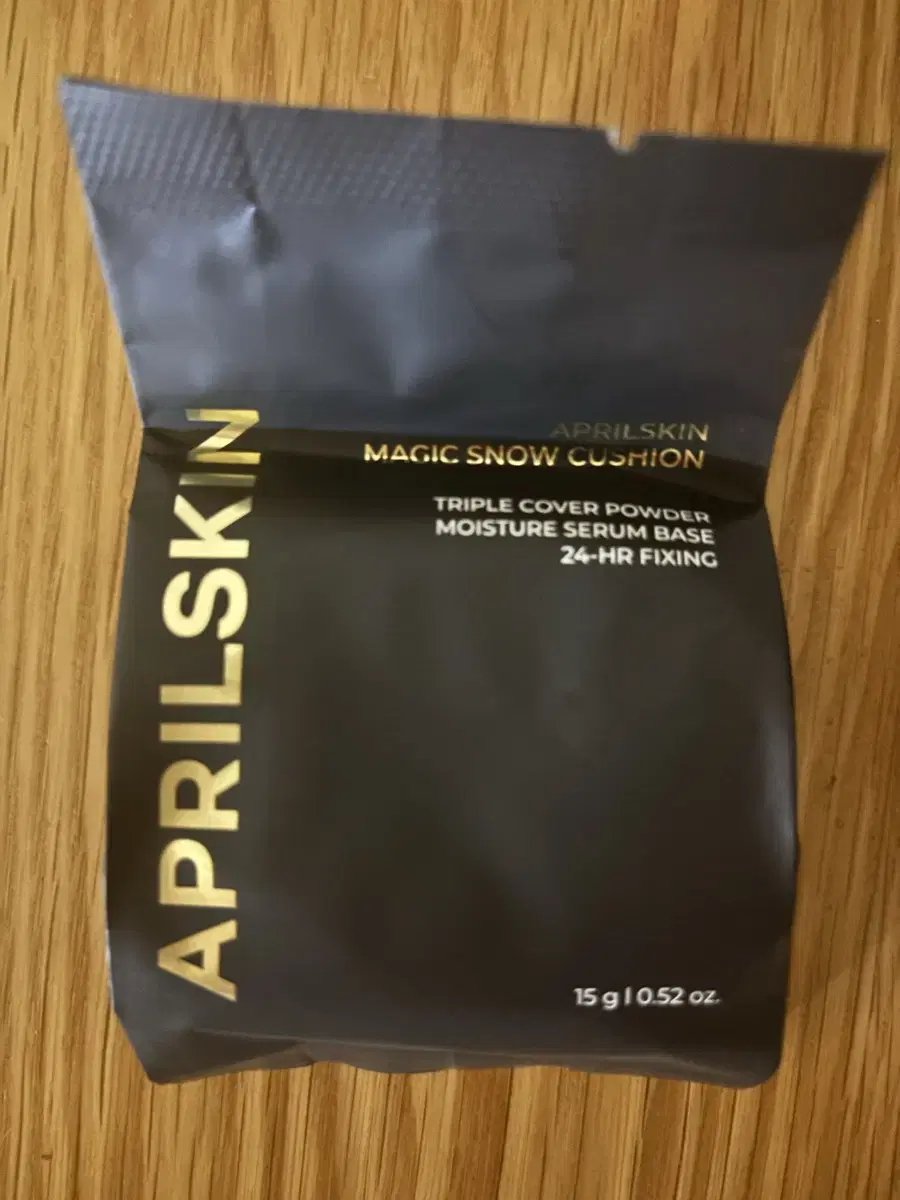 APRILSKIN
APRILSKIN
MAGIC SNOW CUSHION
TRIPLE COVER POWDER
MOISTURE SERUM BASE
24-HR FIXING
15 g l 0.52 oz.